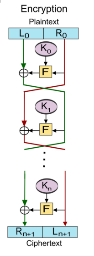 Encryption
Plaintext
L₀ R₀
K₀
F
K₁
F
Kₙ
F
Rₙ₊₁ Lₙ₊₁
Ciphertext